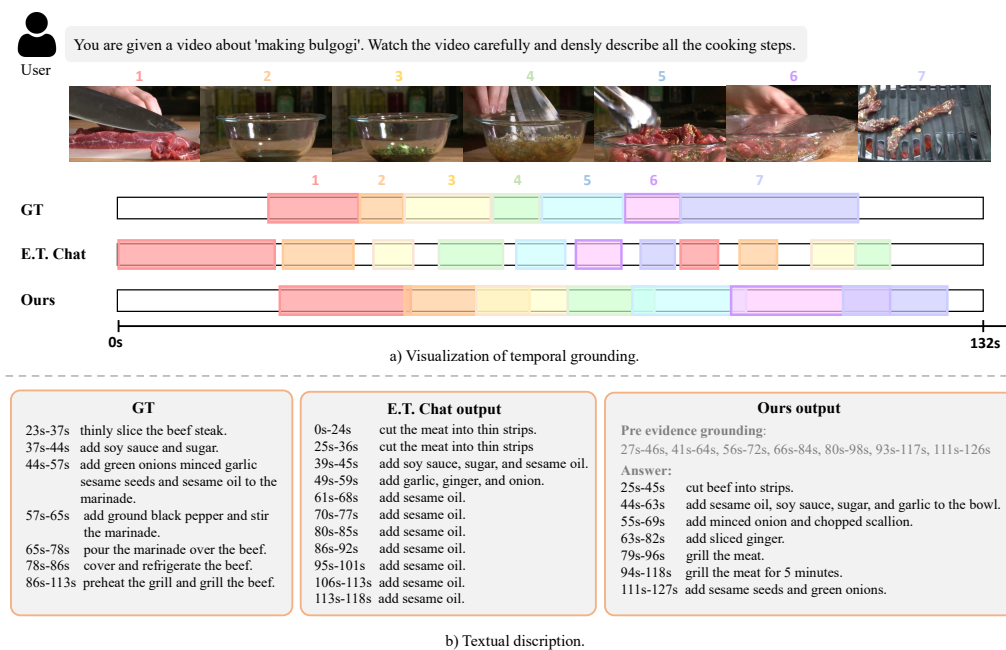 You are given a video about 'making bulgogi'. Watch the video carefully and densly describe all the cooking steps.
User
1 2 3 4 5 6 7
1 2 3 4 5 6 7
GT
E.T. Chat
Ours
0s 132s
a) Visualization of temporal grounding.
GT
23s-37s thinly slice the beef steak.
37s-44s add soy sauce and sugar.
44s-57s add green onions minced garlic
sesame seeds and sesame oil to the
marinade.
57s-65s add ground black pepper and stir
the marinade.
65s-78s pour the marinade over the beef.
78s-86s cover and refrigerate the beef.
86s-113s preheat the grill and grill the beef.
E.T. Chat output
0s-24s cut the meat into thin strips.
25s-36s cut the meat into thin strips
39s-45s add soy sauce, sugar, and sesame oil.
49s-59s add garlic, ginger, and onion.
61s-68s add sesame oil.
70s-77s add sesame oil.
80s-85s add sesame oil.
86s-92s add sesame oil.
95s-101s add sesame oil.
106s-113s add sesame oil.
113s-118s add sesame oil.
Ours output
Pre evidence grounding:
27s-46s, 41s-64s, 56s-72s, 66s-84s, 80s-98s, 93s-117s, 111s-126s
Answer:
25s-45s cut beef into strips.
44s-63s add sesame oil, soy sauce, sugar, and garlic to the bowl.
55s-69s add minced onion and chopped scallion.
63s-82s add sliced ginger.
79s-96s grill the meat.
94s-118s grill the meat for 5 minutes.
111s-127s add sesame seeds and green onions.
b) Textual discription.